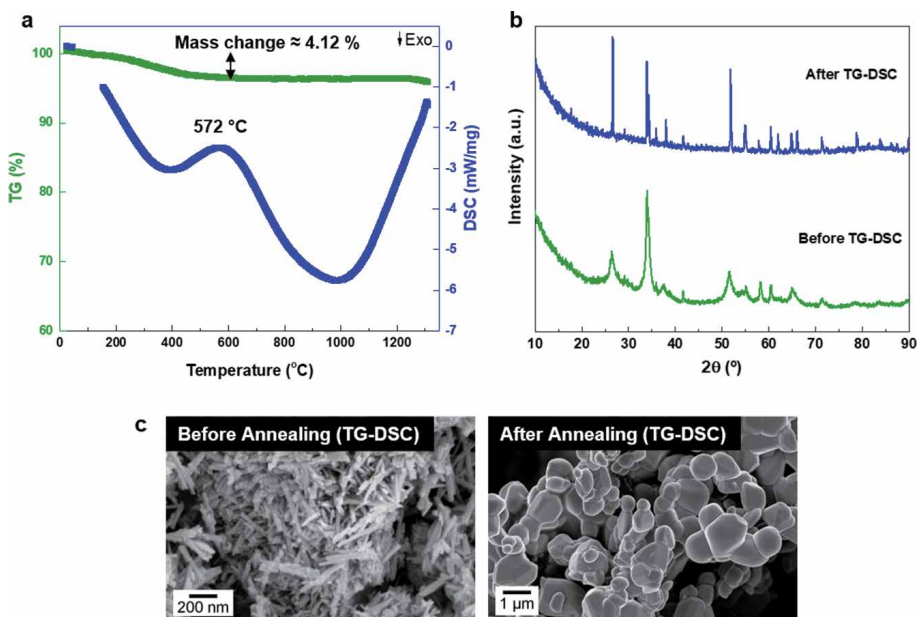 a
Mass change ≈ 4.12 %
↓ Exo
572 °C
TG (%)
100
90
80
70
60
DSC (mW/mg)
0
-1
-2
-3
-4
-5
-6
-7
0 200 400 600 800 1000 1200
Temperature (°C)
b
After TG-DSC
Before TG-DSC
Intensity (a.u.)
10 20 30 40 50 60 70 80 90
2θ (º)
c
Before Annealing (TG-DSC)
200 nm
After Annealing (TG-DSC)
1 µm